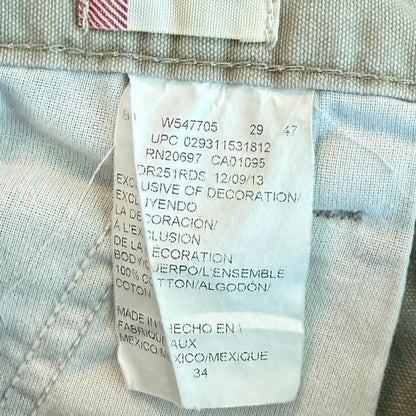 W547705 29 47
UPC 029311531812
RN20697 CA01095
DR251RDS 12/09/13
EXCLUSIVE OF DECORATION/
EXCLUYENDO
LA DECORACIÓN/
À L'EXCLUSION
DE LA DÉCORATION
BODY/CUERPO/L'ENSEMBLE
100% COTTON/ALGODÓN/
COTON
MADE IN HECHO EN
FABRIQUÉ AUX
MEXICO/MEXICO/MEXIQUE
34